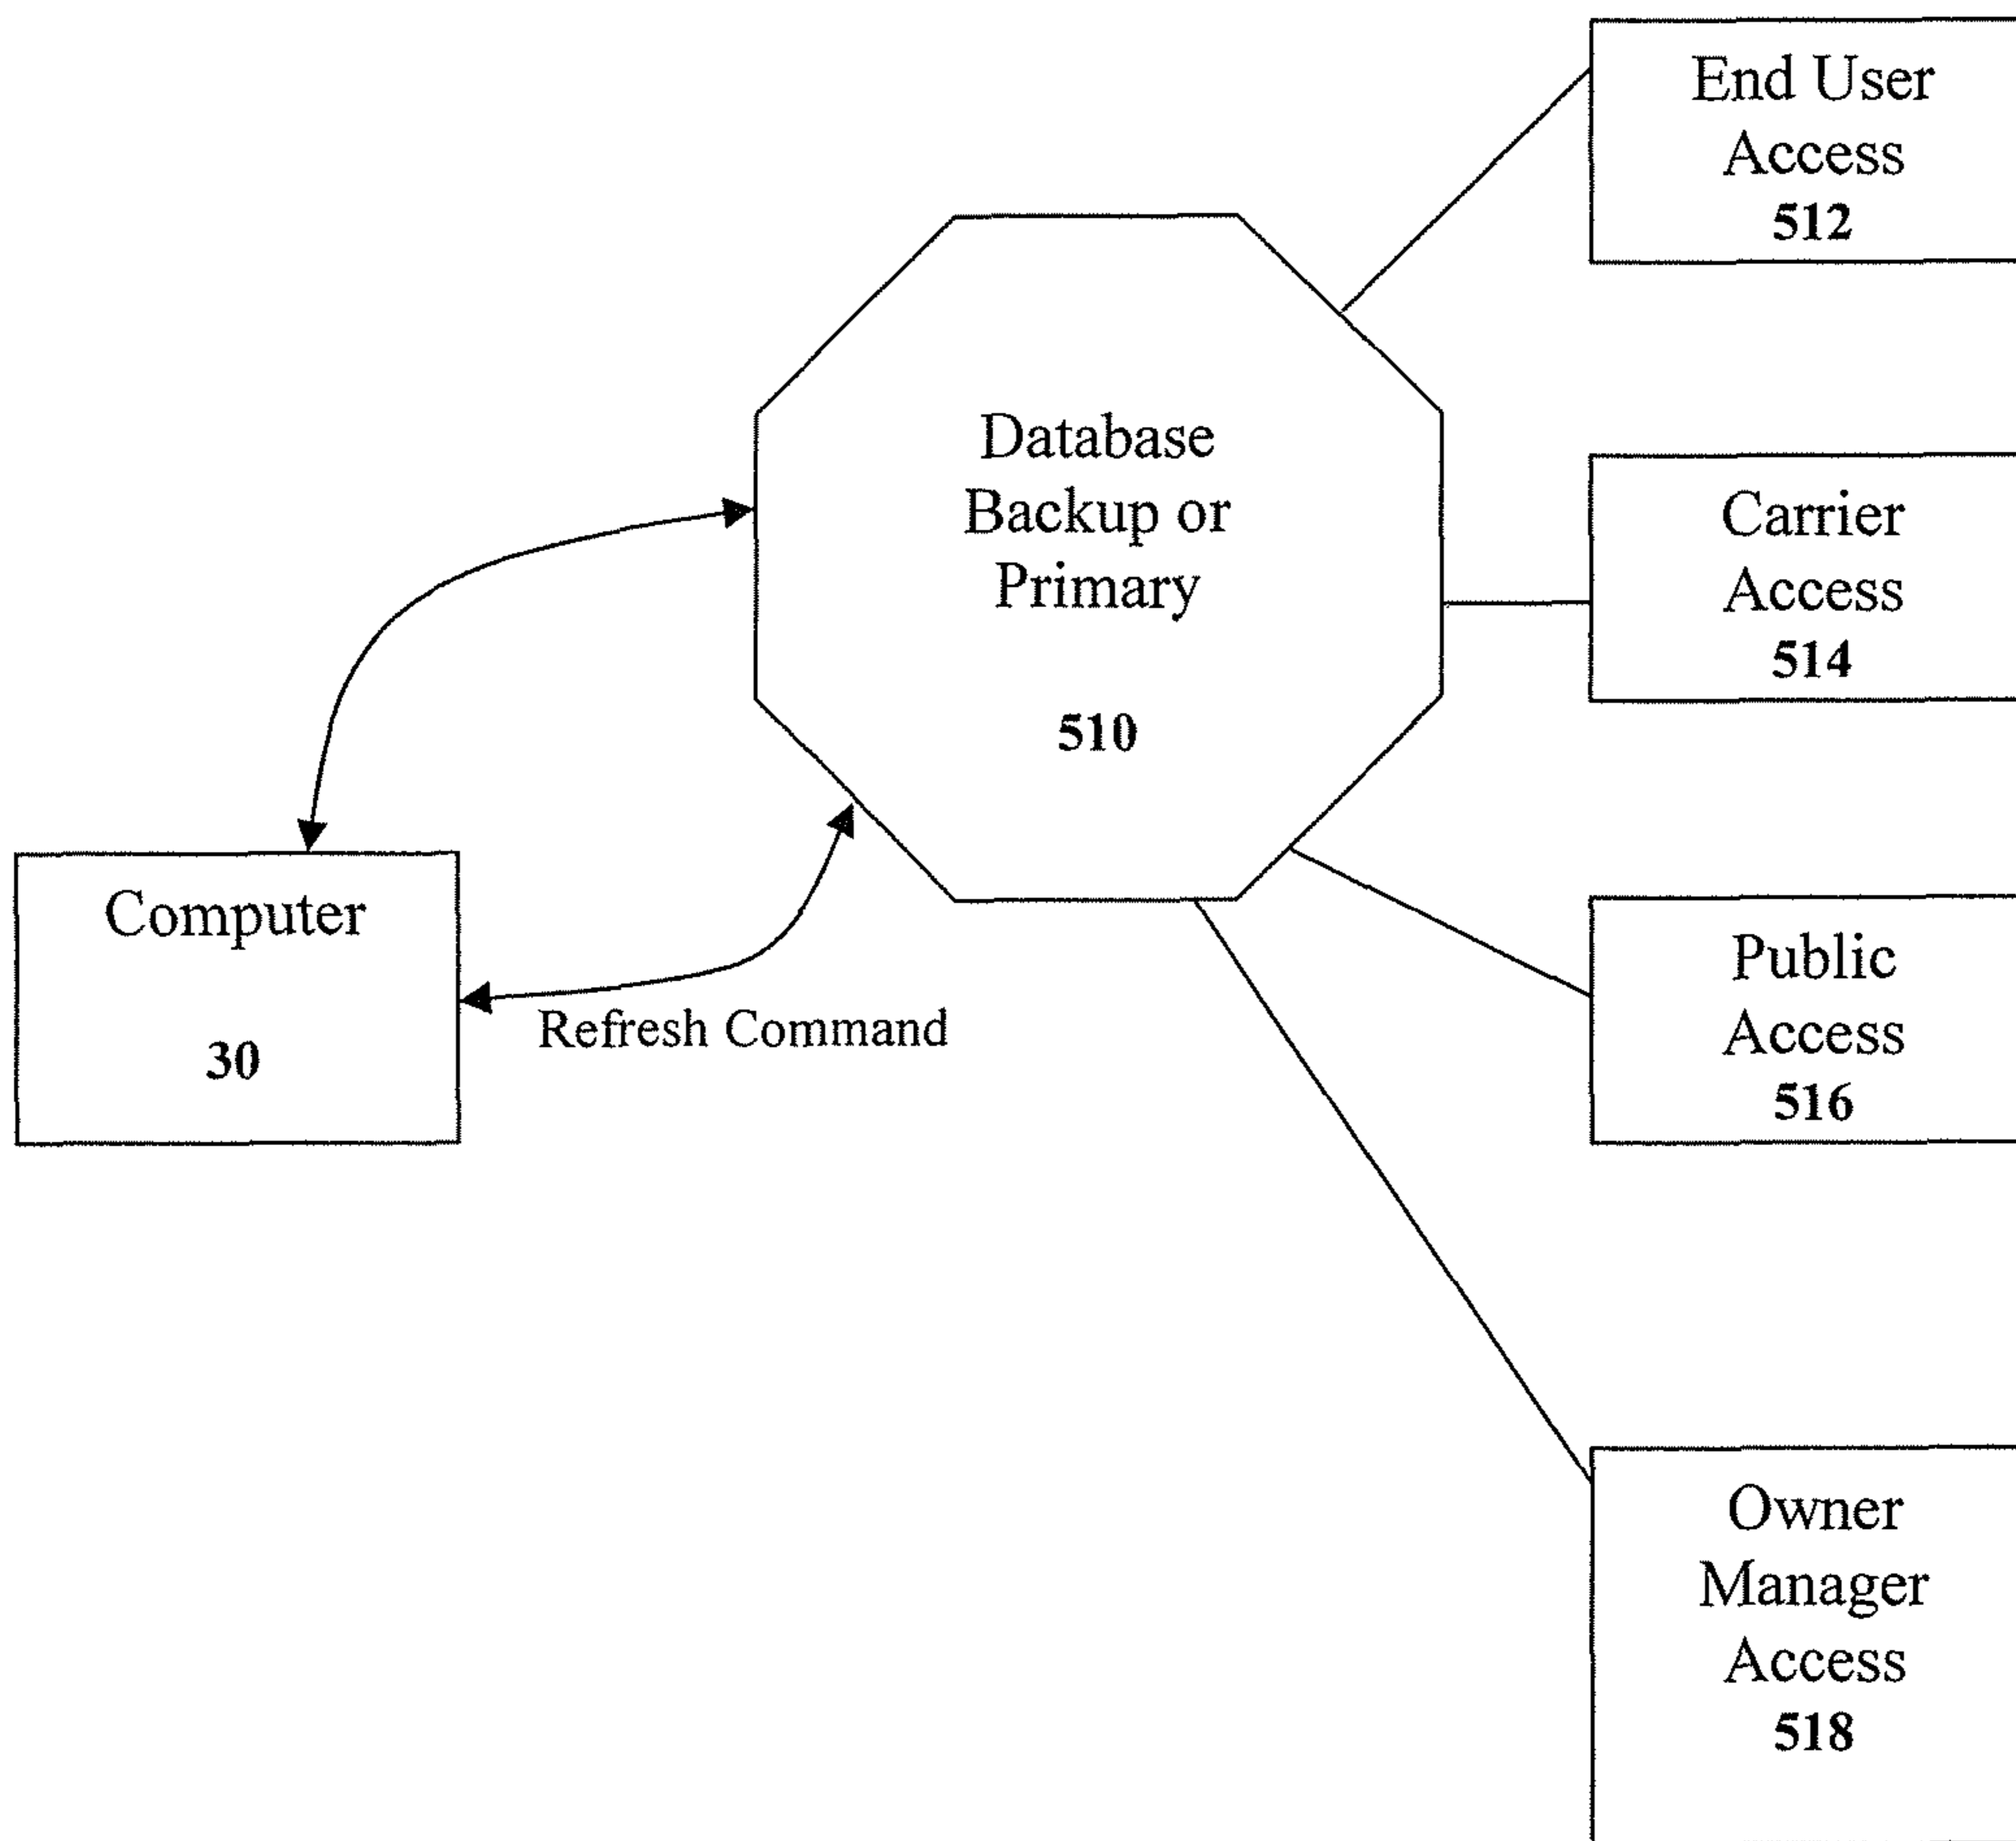 End User
Access
512
Database
Backup or
Primary
510
Carrier
Access
514
Computer
30
Refresh Command
Public
Access
516
Owner
Manager
Access
518